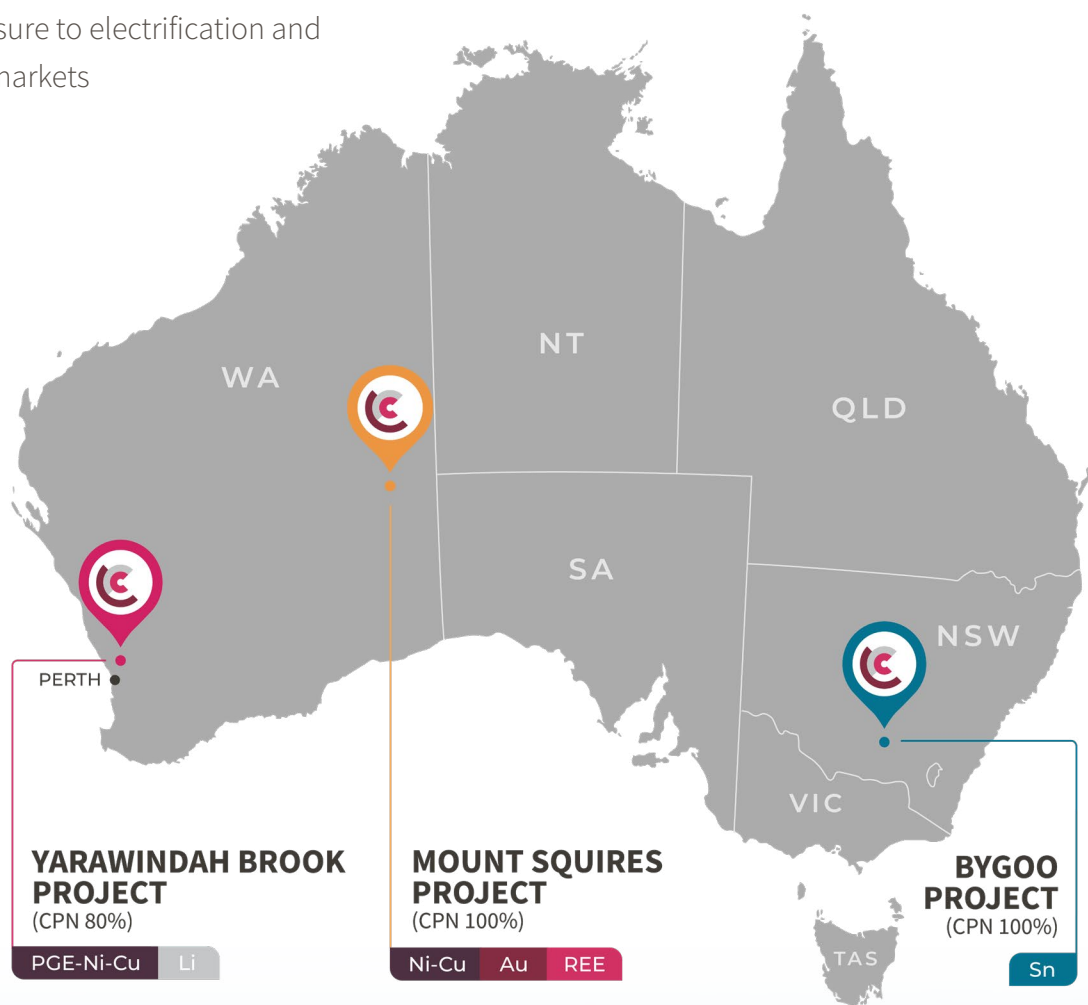 sure to electrification and
markets
WA
NT
QLD
SA
NSW
PERTH
VIC
TAS
YARAWINDAH BROOK
PROJECT
(CPN 80%)
PGE-Ni-Cu
Li
MOUNT SQUIRES
PROJECT
(CPN 100%)
Ni-Cu
Au
REE
BYGOO
PROJECT
(CPN 100%)
Sn